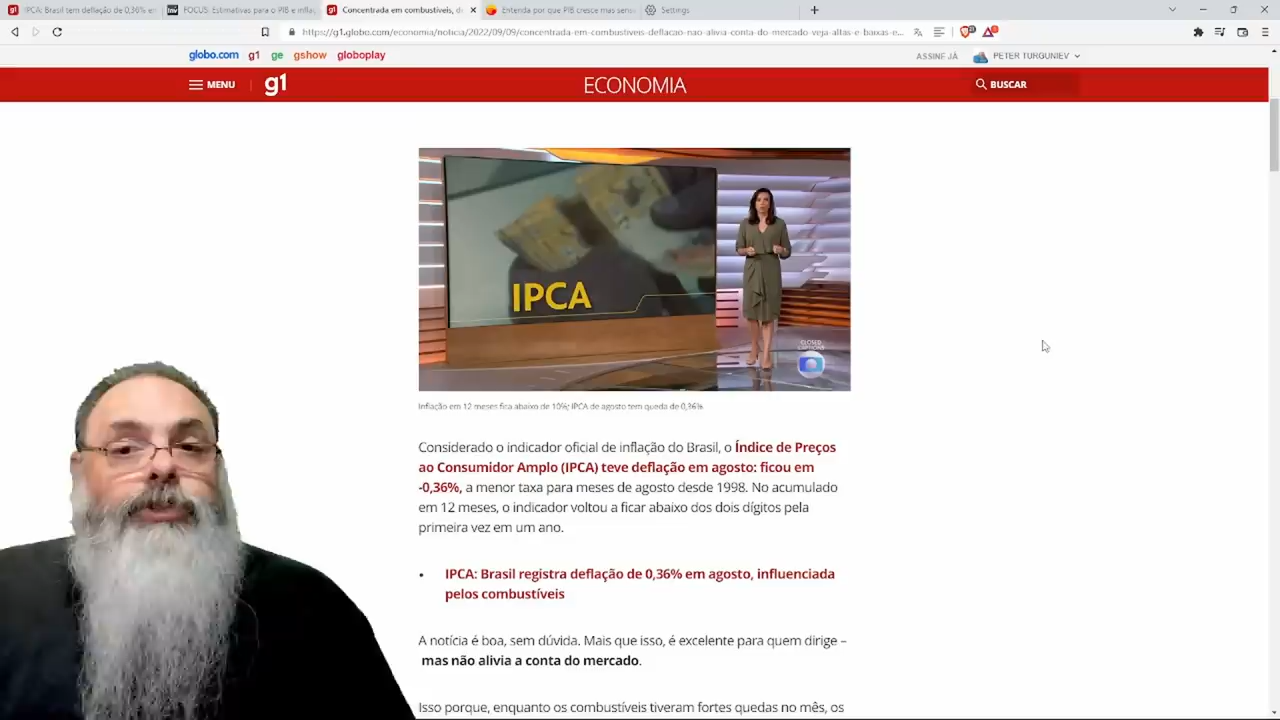 IPCA: Brasil tem deflação de 0,36% em
FOCUS: Estimativas para o PIB e infla
Concentrada em combustíveis, de
Entenda por que PIB cresce mas sens
Settings
https://g1.globo.com/economia/noticia/2022/09/09/concentrada-em-combustiveis-deflacao-nao-alivia-conta-do-mercado-veja-altas-e-baixas-e...
globo.com g1 ge gshow globoplay
ASSINE JÁ
PETER TURGUNIEV
MENU
g1
ECONOMIA
BUSCAR
IPCA
CLOSED
CAPTIONS
Inflação em 12 meses fira abaixo de 10%; IPCA de agosto tem queda de 0,36%
Considerado o indicador oficial de inflação do Brasil, o Índice de Preços
ao Consumidor Amplo (IPCA) teve deflação em agosto: ficou em
-0,36%, a menor taxa para meses de agosto desde 1998. No acumulado
em 12 meses, o indicador voltou a ficar abaixo dos dois dígitos pela
primeira vez em um ano.
• IPCA: Brasil registra deflação de 0,36% em agosto, influenciada
pelos combustíveis
A notícia é boa, sem dúvida. Mais que isso, é excelente para quem dirige –
mas não alivia a conta do mercado.
Isso porque, enquanto os combustíveis tiveram fortes quedas no mês, os